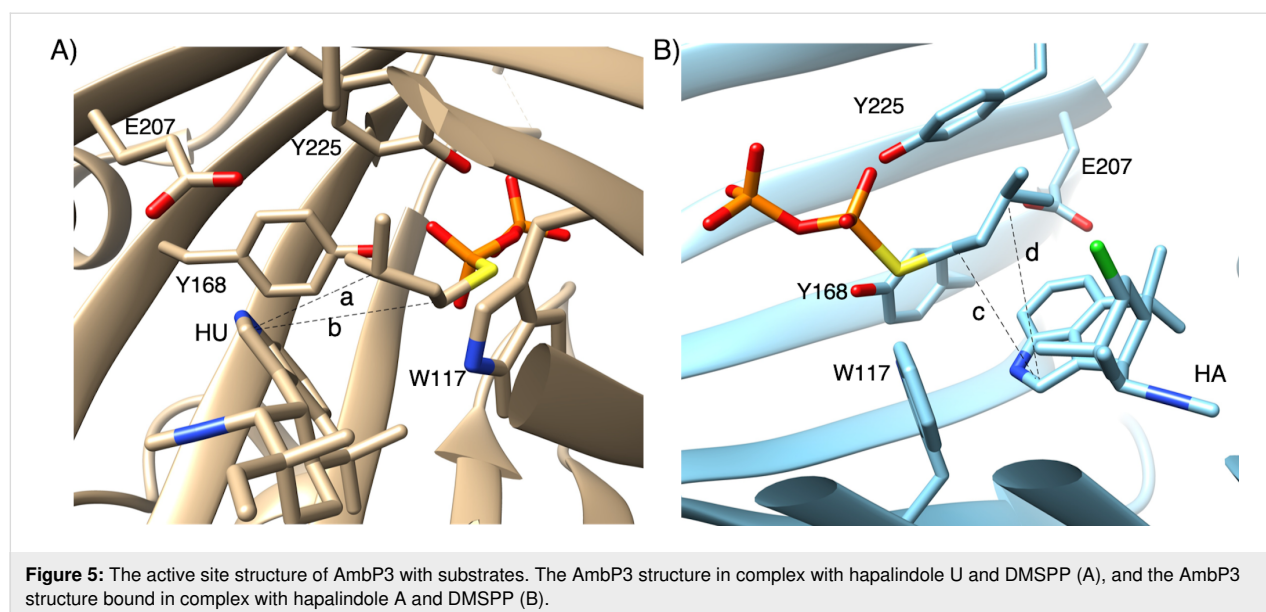 A)
E207
Y225
Y168
a
HU
b
W117
B)
Y225
E207
d
Y168
c
W117
HA
Figure 5: The active site structure of AmbP3 with substrates. The AmbP3 structure in complex with hapalindole U and DMSPP (A), and the AmbP3
structure bound in complex with hapalindole A and DMSPP (B).